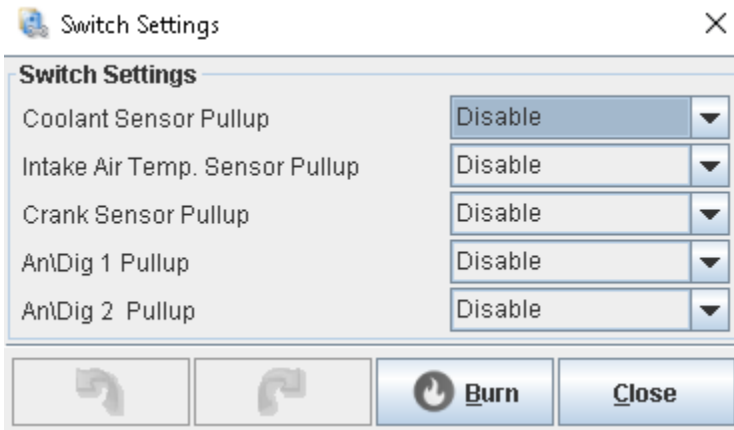 Switch Settings
Switch Settings
Coolant Sensor Pullup Disable
Intake Air Temp. Sensor Pullup Disable
Crank Sensor Pullup Disable
An\Dig 1 Pullup Disable
An\Dig 2  Pullup Disable
Burn Close